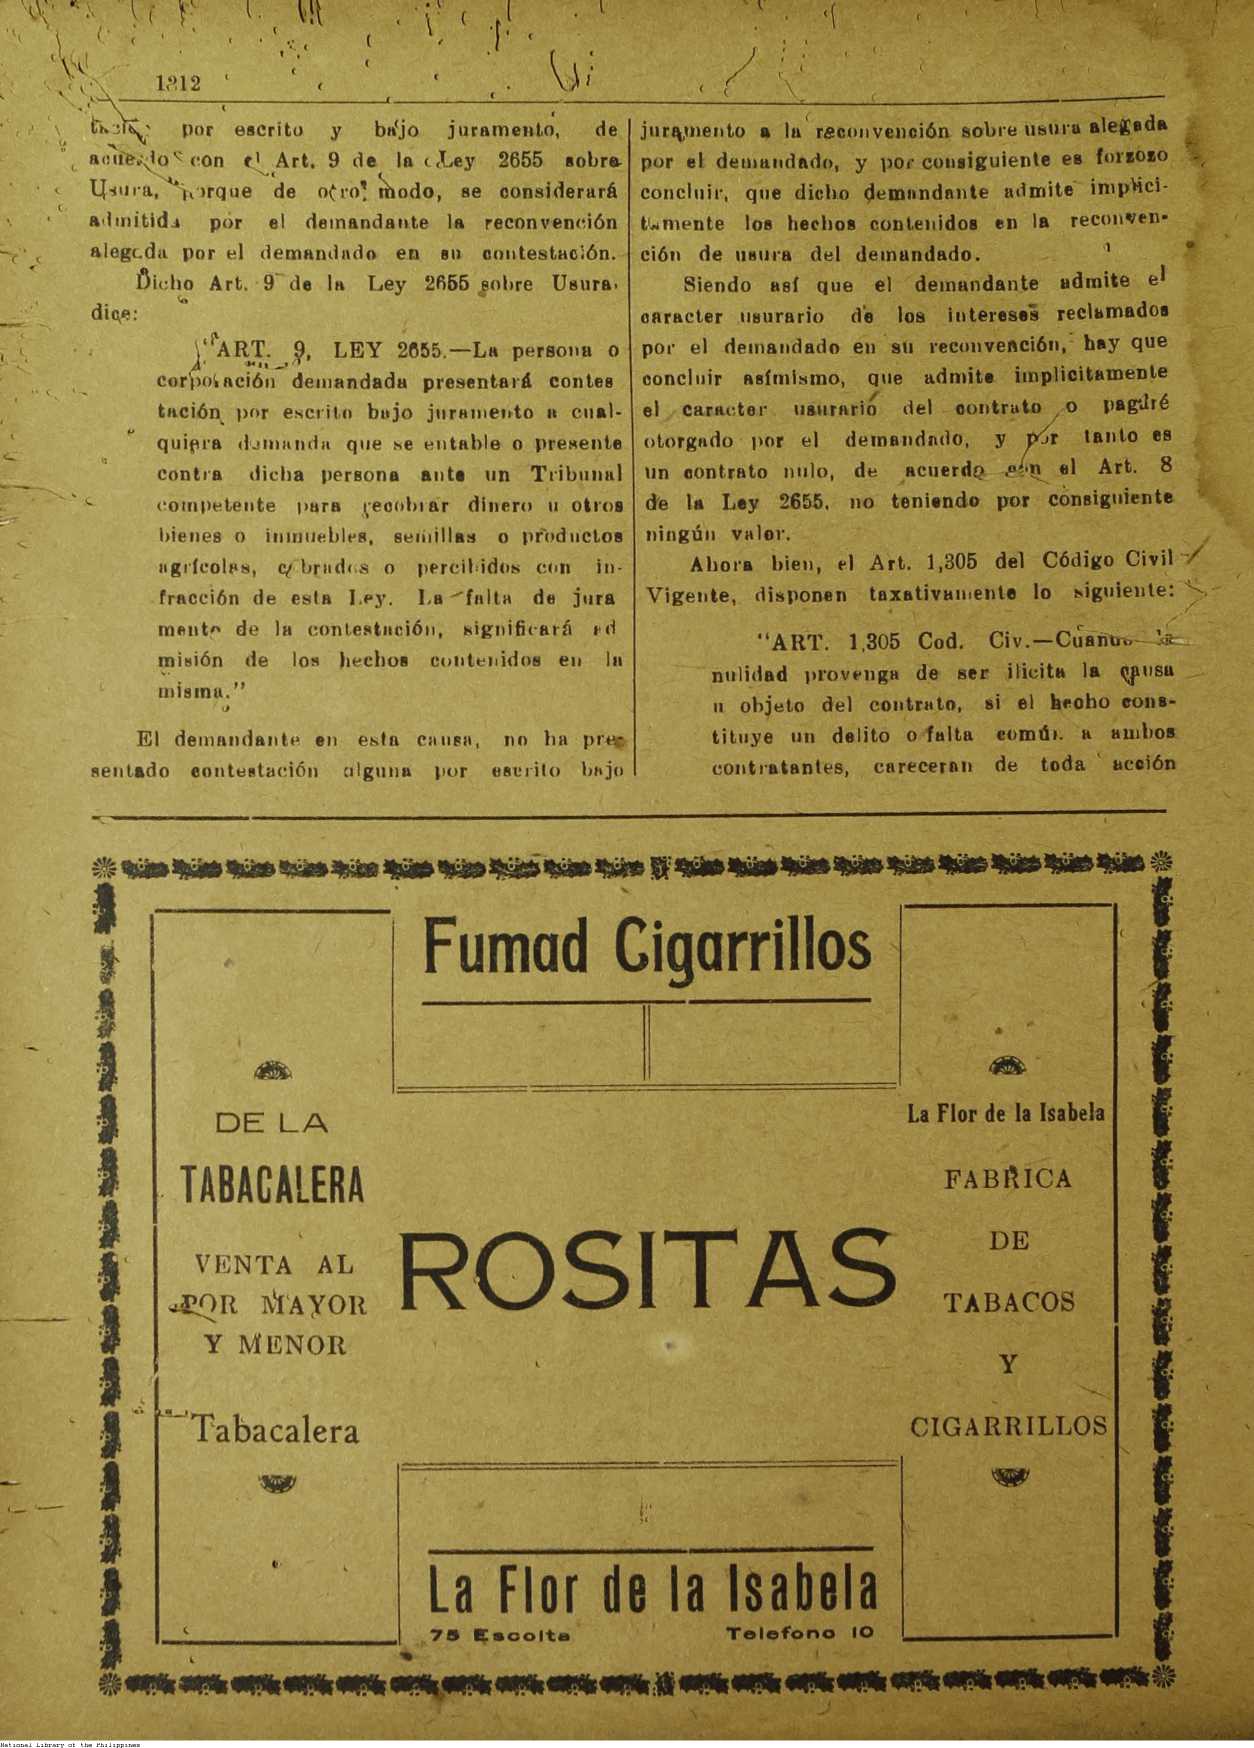 1312
por escrito y bajo juramento, de
acuerdo con el Art. 9 de la Ley 2655 sobre
Usura, porque de otro modo, se considerará
admitida por el demandante la reconvención
alegada por el demandado en su contestación.
Dicho Art. 9 de la Ley 2655 sobre Usura,
dice:
"ART. 9, LEY 2655.—La persona o
corporación demandada presentará contes
tación por escrito bajo juramento a cual-
quiera demanda que se entable o presente
contra dicha persona ante un Tribunal
competente para recobrar dinero u otros
bienes o inmuebles, semillas o productos
agrícolas, cobrados o percibidos con in-
fracción de esta Ley. La falta de jura
mento de la contestación, significará ad
misión de los hechos contenidos en la
misma."
El demandante en esta causa, no ha pre-
sentado contestación alguna por escrito bajo
juramento a la reconvención sobre usura alegada
por el demandado, y por consiguiente es forzozo
concluir, que dicho demandante admite implici-
tamente los hechos contenidos en la reconven-
ción de usura del demandado.
Siendo así que el demandante admite el
caracter usurario de los intereses reclamados
por el demandado en su reconvención, hay que
concluir asímismo, que admite implicitamente
el caracter usurario del contrato o pagaré
otorgado por el demandado, y por tanto es
un contrato nulo, de acuerdo con el Art. 8
de la Ley 2655, no teniendo por consiguiente
ningún valor.
Ahora bien, el Art. 1,305 del Código Civil
Vigente, disponen taxativamente lo siguiente:
"ART. 1,305 Cod. Civ.—Cuando la
nulidad provenga de ser ilicita la causa
u objeto del contrato, si el hecho cons-
tituye un delito o falta común a ambos
contratantes, careceran de toda acción
Fumad Cigarrillos
DE LA
TABACALERA
VENTA AL
POR MAYOR
Y MENOR
Tabacalera
ROSITAS
La Flor de la Isabela
FABRICA
DE
TABACOS
Y
CIGARRILLOS
La Flor de la Isabela
75 Escolta Telefono 10
National Library of the Philippines